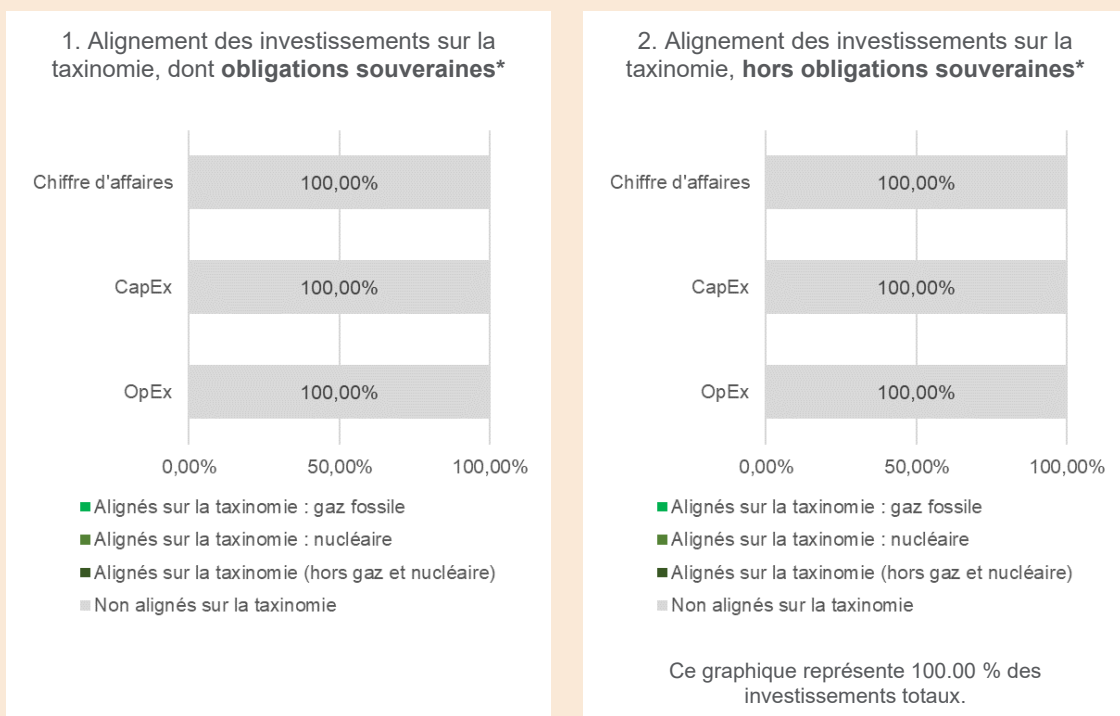 1. Alignement des investissements sur la
taxinomie, dont obligations souveraines*
Chiffre d'affaires
100,00%
CapEx
100,00%
OpEx
100,00%
0,00%
50,00%
100,00%
Alignés sur la taxinomie : gaz fossile
Alignés sur la taxinomie : nucléaire
Alignés sur la taxinomie (hors gaz et nucléaire)
Non alignés sur la taxinomie
2. Alignement des investissements sur la
taxinomie, hors obligations souveraines*
Chiffre d'affaires
100,00%
CapEx
100,00%
OpEx
100,00%
0,00%
50,00%
100,00%
Alignés sur la taxinomie : gaz fossile
Alignés sur la taxinomie : nucléaire
Alignés sur la taxinomie (hors gaz et nucléaire)
Non alignés sur la taxinomie
Ce graphique représente 100.00 % des
investissements totaux.